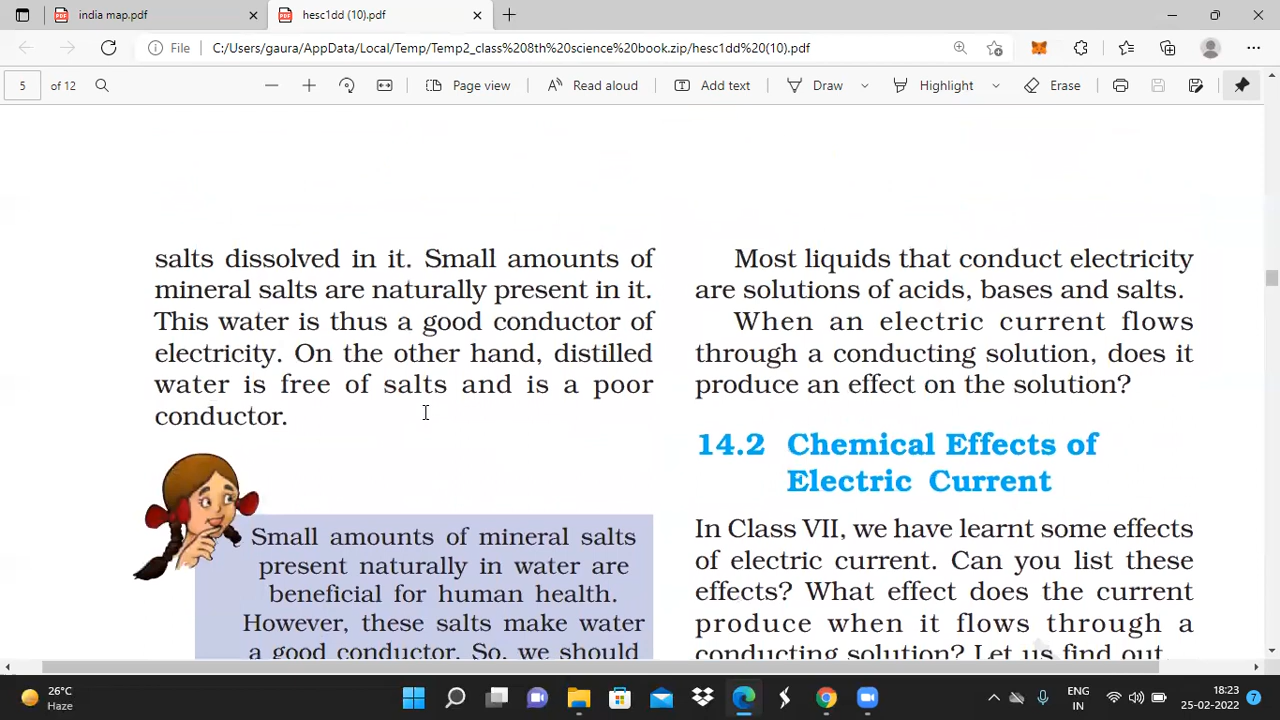 india map.pdf
hesc1dd (10).pdf
File
C:/Users/gaura/AppData/Local/Temp/Temp2_class%208th%20science%20book.zip/hesc1dd%20(10).pdf
5 of 12
Page view
Read aloud
Add text
Draw
Highlight
Erase
salts dissolved in it. Small amounts of
mineral salts are naturally present in it.
This water is thus a good conductor of
electricity. On the other hand, distilled
water is free of salts and is a poor
conductor.
Small amounts of mineral salts
present naturally in water are
beneficial for human health.
However, these salts make water
a good conductor. So, we should
Most liquids that conduct electricity
are solutions of acids, bases and salts.
When an electric current flows
through a conducting solution, does it
produce an effect on the solution?
14.2 Chemical Effects of
Electric Current
In Class VII, we have learnt some effects
of electric current. Can you list these
effects? What effect does the current
produce when it flows through a
conducting solution? Let us find out.
26°C
Haze
ENG
IN
18:23
25-02-2022
7